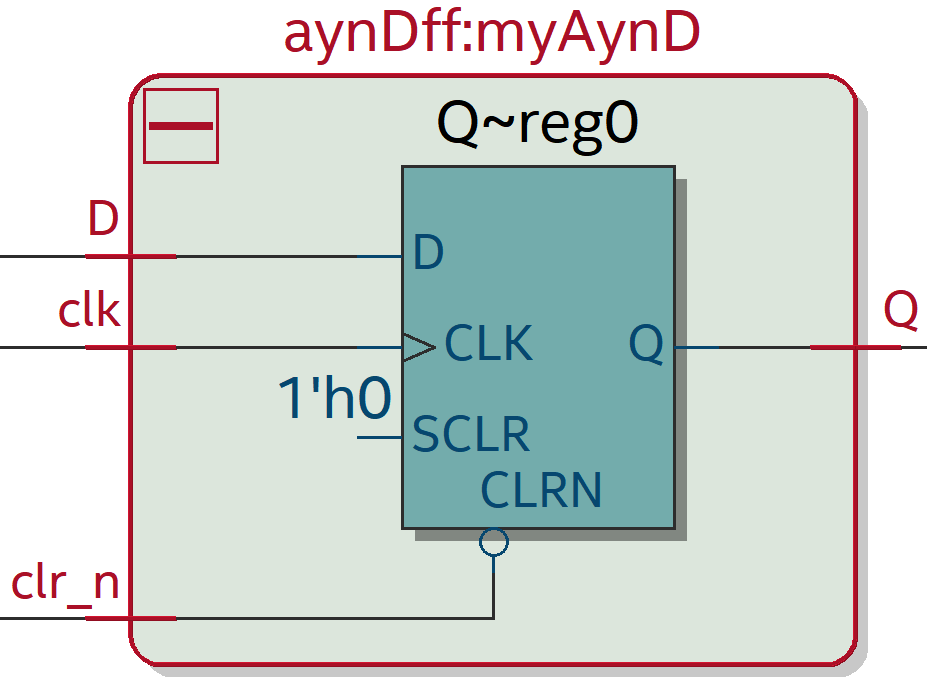 aynDff:myAynD
Q~reg0
D
D
clk
CLK
Q
Q
1'h0
SCLR
CLRN
clr_n